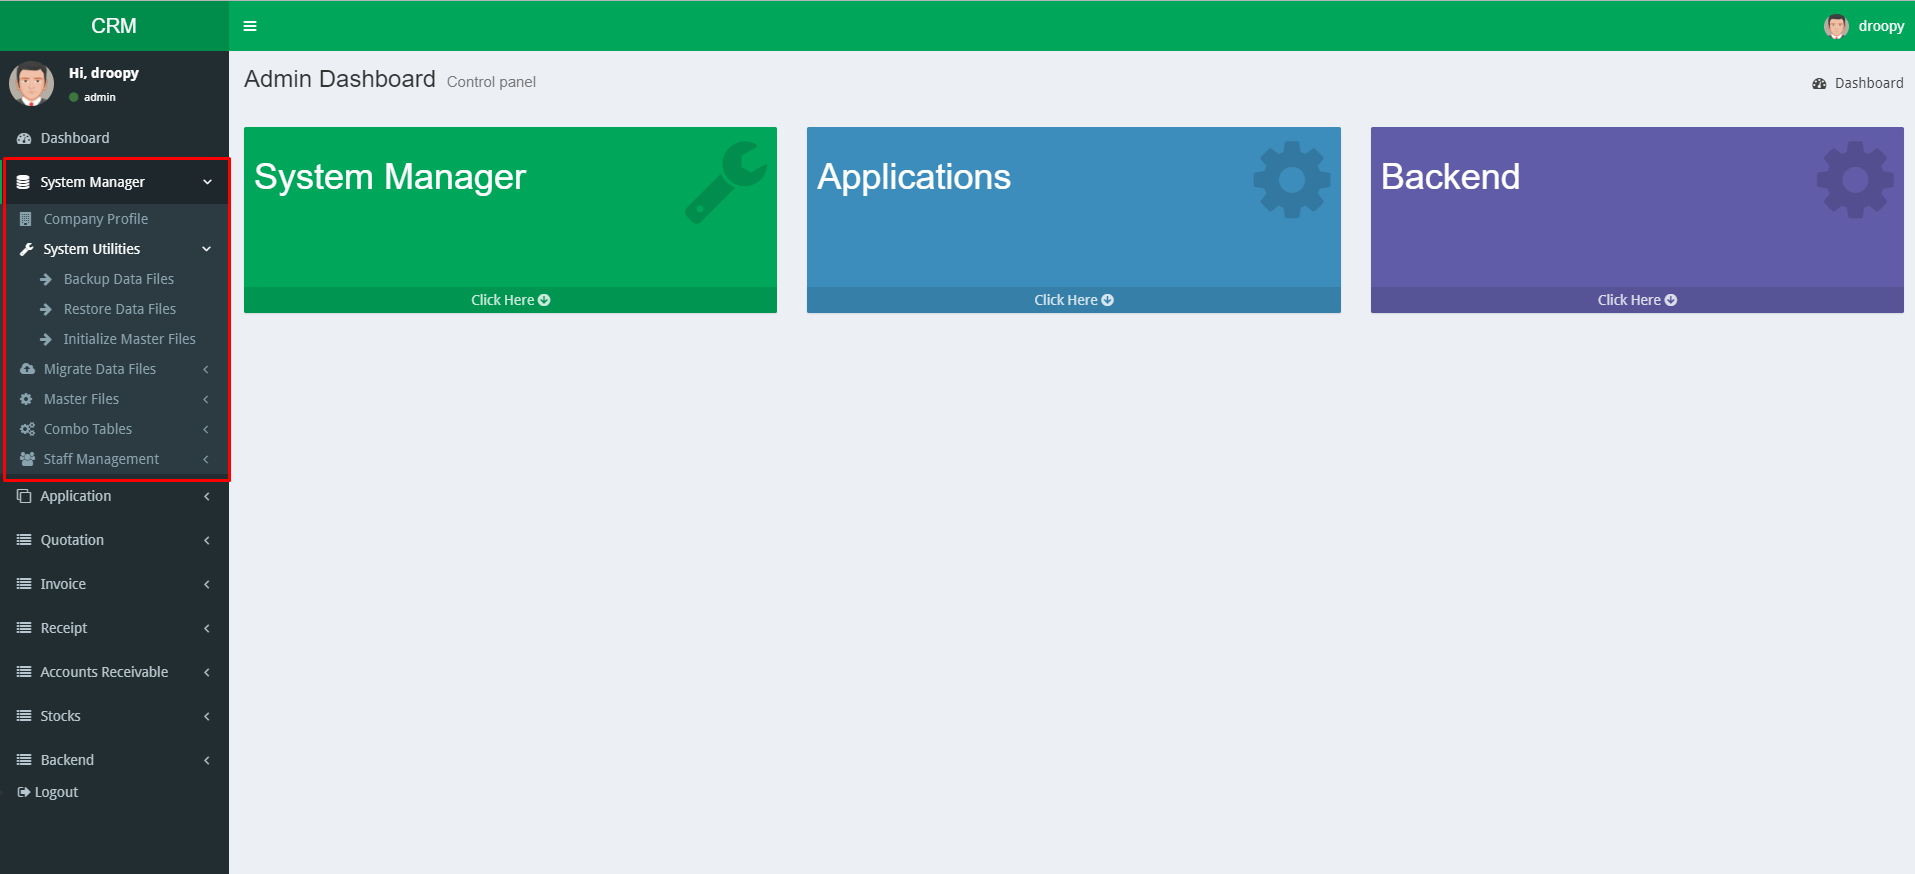 CRM
droopy
Hi, droopy
admin
Dashboard
System Manager
Company Profile
System Utilities
Backup Data Files
Restore Data Files
Initialize Master Files
Migrate Data Files
Master Files
Combo Tables
Staff Management
Application
Quotation
Invoice
Receipt
Accounts Receivable
Stocks
Backend
Logout
Admin Dashboard Control panel
Dashboard
System Manager
Click Here
Applications
Click Here
Backend
Click Here